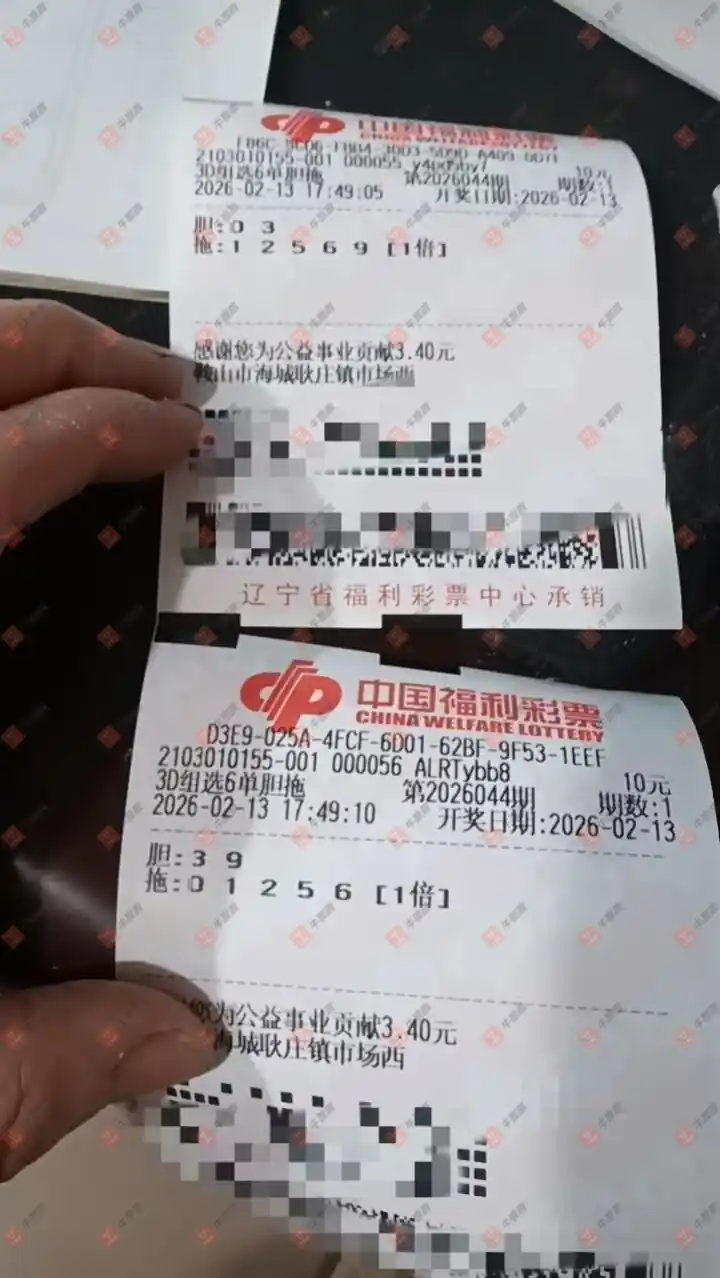 中国福利彩票
CHINA WELFARE LOTTERY
2103010155-001 000055
10元
3D组选6单胆拖 第2026044期 期数:1
2026-02-13 17:49:05 开奖日期:2026-02-13
胆:0 3
拖:1 2 5 6 9 [1倍]
感谢您为公益事业贡献3.40元
鞍山市海城耿庄镇市场西
辽宁省福利彩票中心承销
中国福利彩票
CHINA WELFARE LOTTERY
D3E9-025A-4FCF-6D01-62BF-9F53-1EEF
2103010155-001 000056 ALRTybb8 10元
3D组选6单胆拖 第2026044期 期数:1
2026-02-13 17:49:10 开奖日期:2026-02-13
胆:3 9
拖:0 1 2 5 6 [1倍]
您为公益事业贡献3.40元
海城耿庄镇市场西